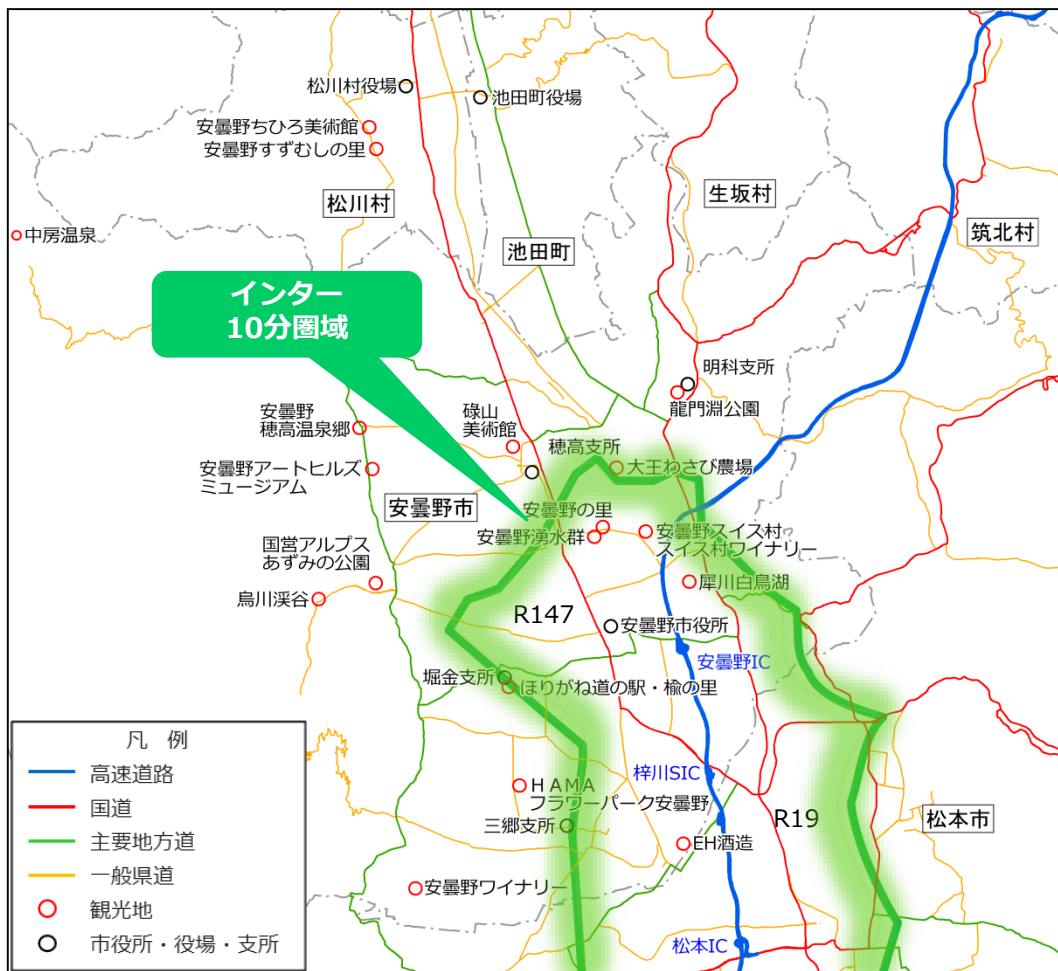 松川村役場
池田町役場
安曇野ちひろ美術館
安曇野すずむしの里
松川村
生坂村
中房温泉
池田町
筑北村
インター
10分圏域
明科支所
龍門淵公園
安曇野
穂高温泉郷
碌山
美術館
穂高支所
大王わさび農場
安曇野アートヒルズ
ミュージアム
安曇野市
安曇野の里
安曇野湧水群
安曇野スイス村
スイス村ワイナリー
国営アルプス
あずみの公園
烏川渓谷
犀川白鳥湖
R147
安曇野市役所
安曇野IC
堀金支所
ほりがね道の駅・楡の里
梓川SIC
ＨＡＭＡ
フラワーパーク安曇野
三郷支所
R19
松本市
EH酒造
安曇野ワイナリー
松本IC
凡 例
高速道路
国道
主要地方道
一般県道
観光地
市役所・役場・支所